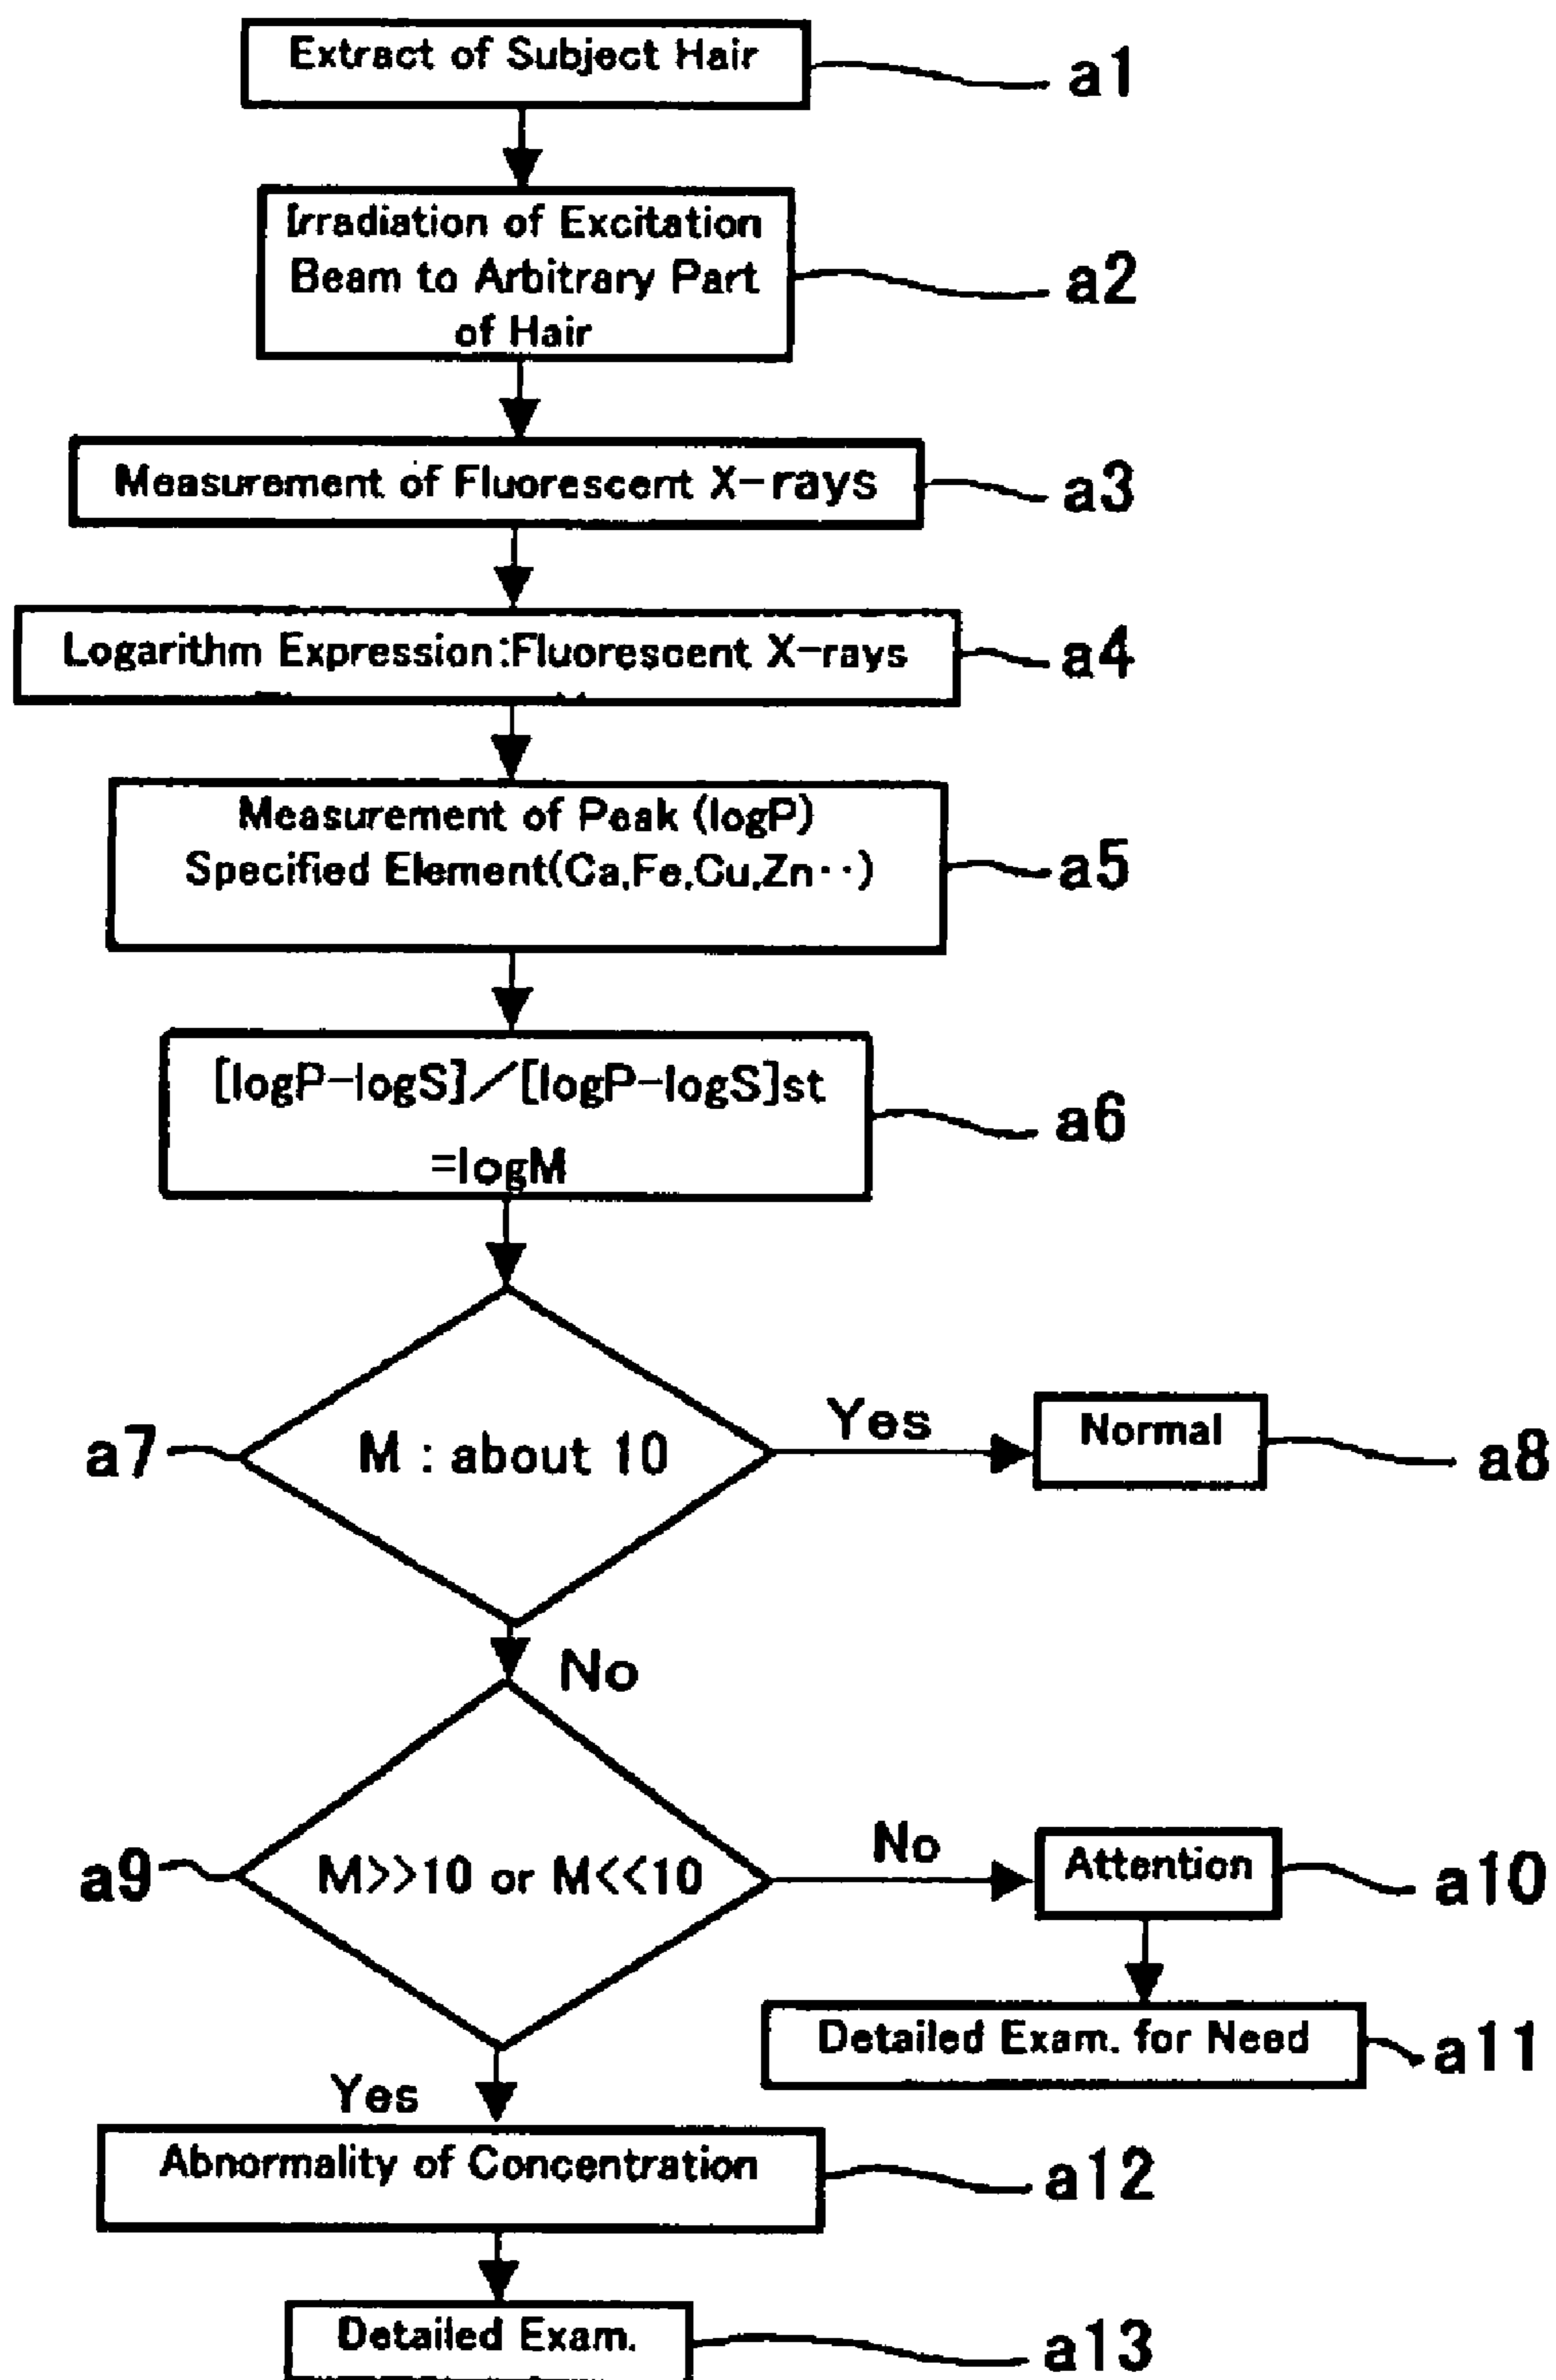 Extract of Subject Hair
a1
Irradiation of Excitation
Beam to Arbitrary Part
of Hair
a2
Measurement of Fluorescent X-rays
a3
Logarithm Expression:Fluorescent X-rays
a4
Measurement of Peak (logP)
Specified Element(Ca,Fe,Cu,Zn··)
a5
[logP-logS]/[logP-logS]st
=logM
a6
a7
M : about 10
Yes
Normal
a8
No
a9
M>>10 or M<<10
No
Attention
a10
Detailed Exam. for Need
a11
Yes
Abnormality of Concentration
a12
Detailed Exam.
a13